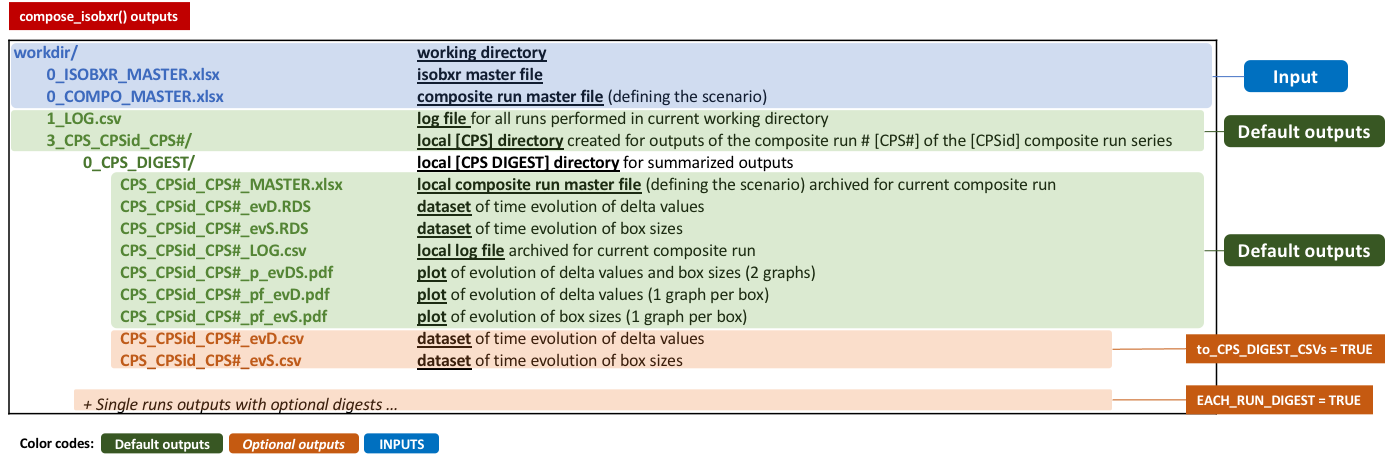 compose_isobxr() outputs
workdir/ working directory
0_ISOBXR_MASTER.xlsx isobxr master file
Input
0_COMPO_MASTER.xlsx composite run master file (defining the scenario)
1_LOG.csv log file for all runs performed in current working directory
Default outputs
3_CPS_CPSid_CPS#/ local [CPS] directory created for outputs of the composite run # [CPS#] of the [CPSid] composite run series
0_CPS_DIGEST/ local [CPS DIGEST] directory for summarized outputs
CPS_CPSid_CPS#_MASTER.xlsx local composite run master file (defining the scenario) archived for current composite run
CPS_CPSid_CPS#_evD.RDS dataset of time evolution of delta values
CPS_CPSid_CPS#_evS.RDS dataset of time evolution of box sizes
CPS_CPSid_CPS#_LOG.csv local log file archived for current composite run
Default outputs
CPS_CPSid_CPS#_p_evDS.pdf plot of evolution of delta values and box sizes (2 graphs)
CPS_CPSid_CPS#_pf_evD.pdf plot of evolution of delta values (1 graph per box)
CPS_CPSid_CPS#_pf_evS.pdf plot of evolution of box sizes (1 graph per box)
CPS_CPSid_CPS#_evD.csv dataset of time evolution of delta values
to_CPS_DIGEST_CSVs = TRUE
CPS_CPSid_CPS#_evS.csv dataset of time evolution of box sizes
+ Single runs outputs with optional digests ...
EACH_RUN_DIGEST = TRUE
Color codes: Default outputs Optional outputs INPUTS